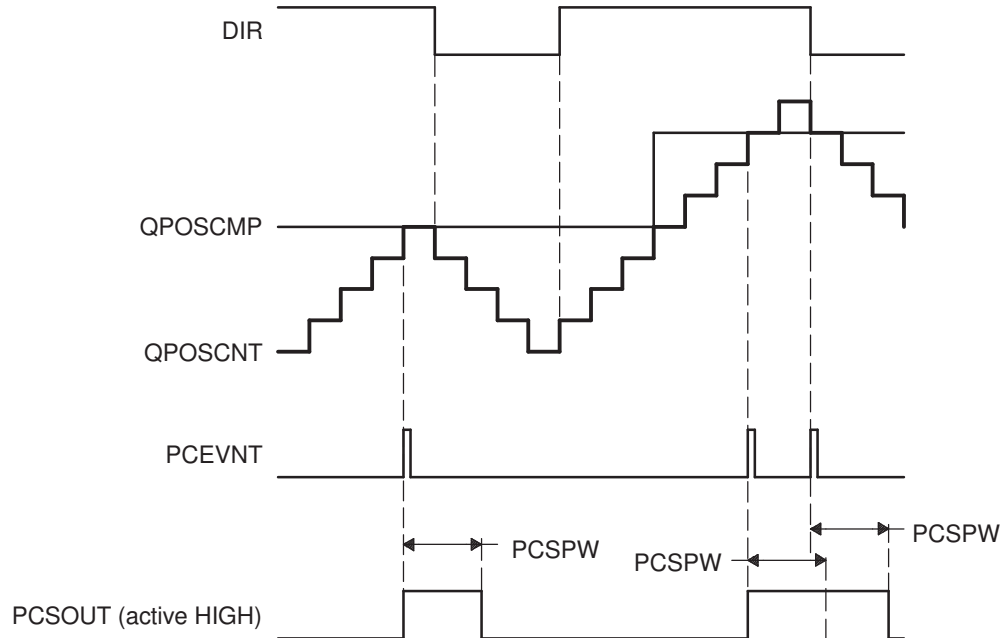 DIR
QPOSCMP
QPOSCNT
PCEVNT
PCSPW
PCSPW
PCSPW
PCSOUT (active HIGH)